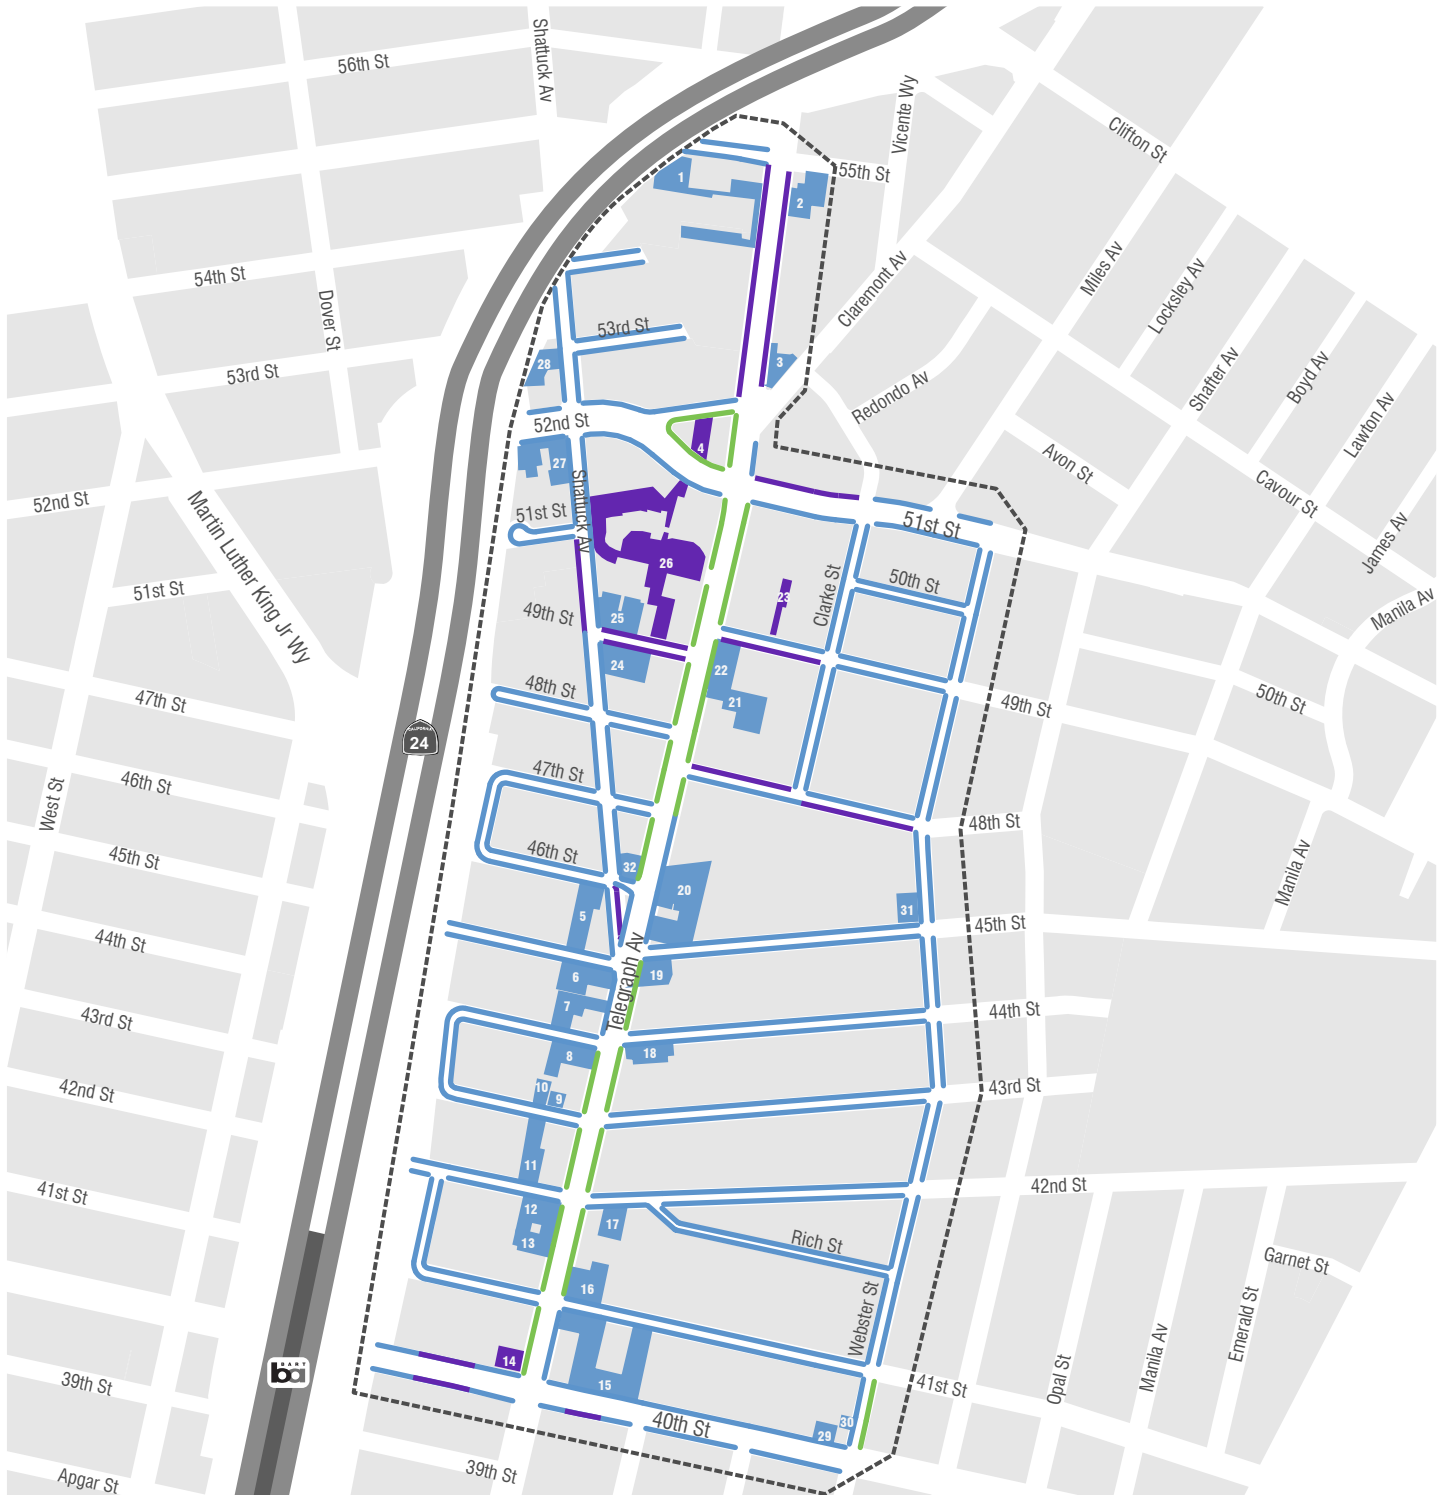 56th St
Shattuck Av
Vicente Wy
Clifton St
55th St
1
2
54th St
Dover St
Claremont Av
Miles Av
Locksley Av
53rd St
53rd St
28
3
Redondo Av
Shafter Av
Boyd Av
Lawton Av
52nd St
4
27
Shattuck Av
Avon St
Cavour St
52nd St
Martin Luther King Jr Wy
51st St
51st St
James Av
26
50th St
Clarke St
23
51st St
49th St
25
Manila Av
24
22
21
48th St
47th St
49th St
50th St
CALIFORNIA
24
47th St
46th St
West St
48th St
46th St
32
45th St
20
Manila Av
5
31
45th St
44th St
Telegraph Av
6
19
7
43rd St
44th St
8
18
10
9
42nd St
43rd St
11
41st St
42nd St
12
17
13
Rich St
Garnet St
16
Webster St
Emerald St
14
BART
ba
15
39th St
41st St
Opal St
Manila Av
40th St
30
29
39th St
Apgar St